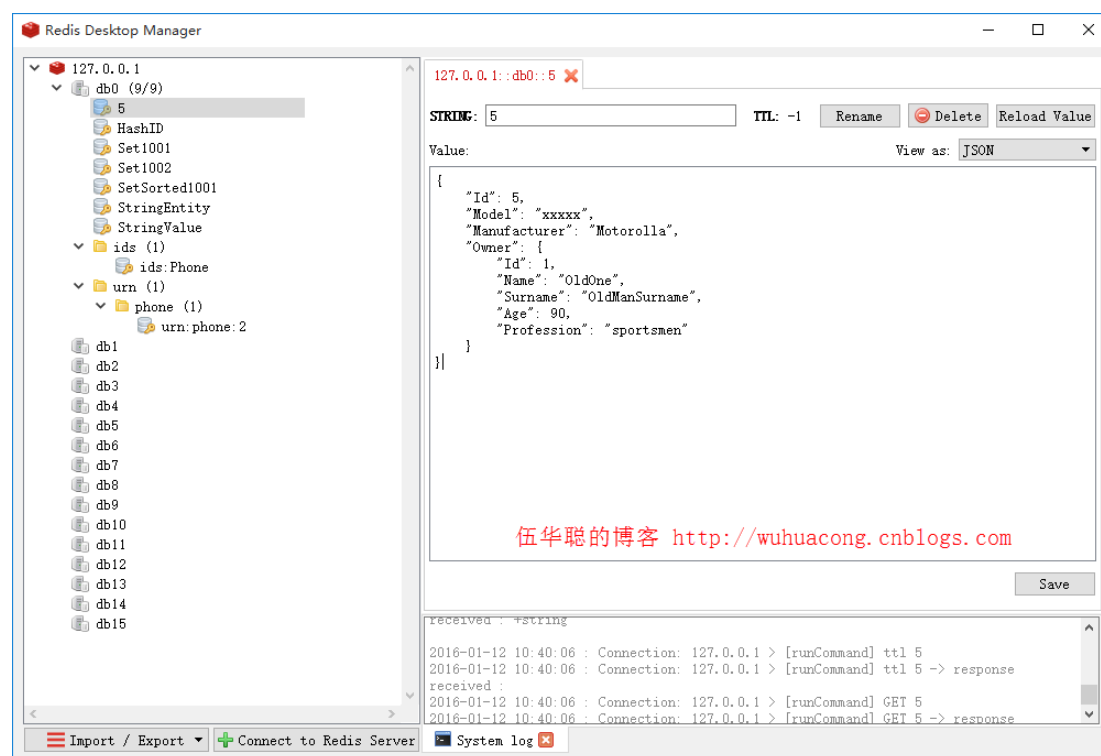 Redis Desktop Manager
127.0.0.1
db0 (9/9)
5
HashID
Set1001
Set1002
SetSorted1001
StringEntity
StringValue
ids (1)
ids:Phone
urn (1)
phone (1)
urn:phone:2
db1
db2
db3
db4
db5
db6
db7
db8
db9
db10
db11
db12
db13
db14
db15
Import / Export
Connect to Redis Server
127.0.0.1::db0::5
STRING: 5 TTL: -1 Rename Delete Reload Value
Value: View as: JSON
{
"Id": 5,
"Model": "xxxxx",
"Manufacturer": "Motorolla",
"Owner": {
"Id": 1,
"Name": "OldOne",
"Surname": "OldManSurname",
"Age": 90,
"Profession": "sportsmen"
}
}
伍华聪的博客 http://wuhuacong.cnblogs.com
Save
received : +string
2016-01-12 10:40:06 : Connection: 127.0.0.1 > [runCommand] ttl 5
2016-01-12 10:40:06 : Connection: 127.0.0.1 > [runCommand] ttl 5 -> response
received :
2016-01-12 10:40:06 : Connection: 127.0.0.1 > [runCommand] GET 5
2016-01-12 10:40:06 : Connection: 127.0.0.1 > [runCommand] GET 5 -> response
System log